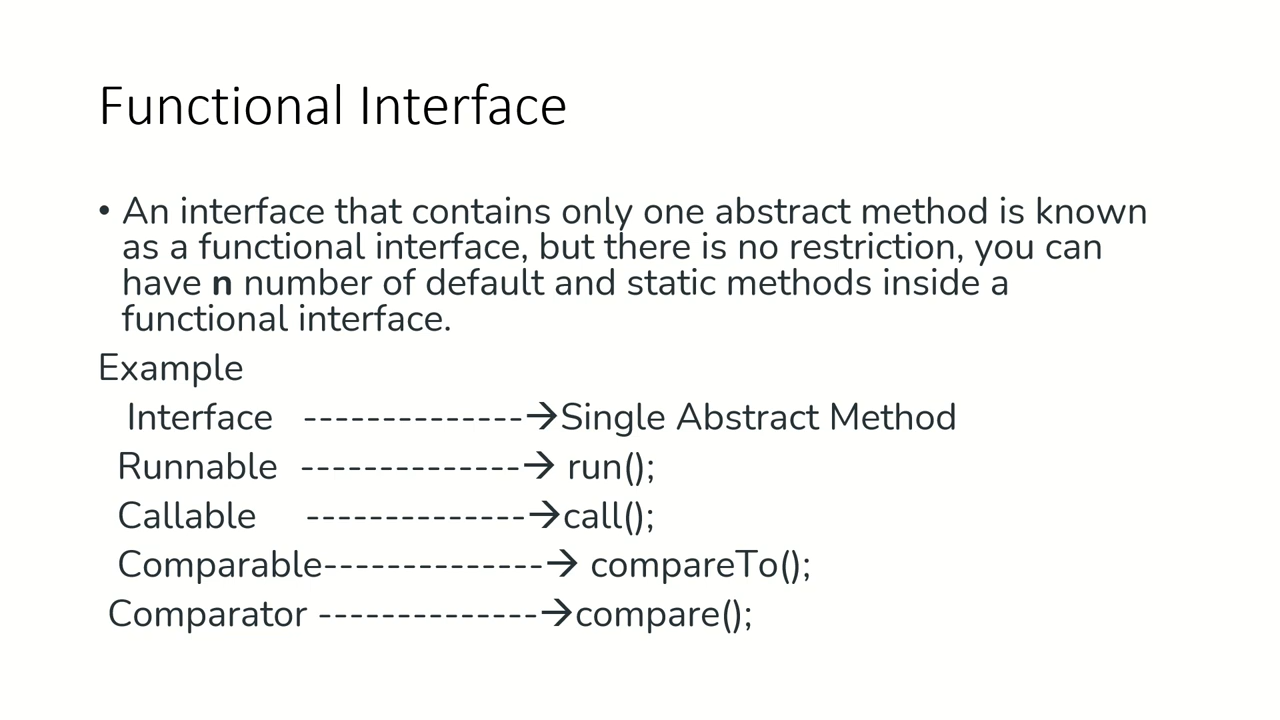 Functional Interface
• An interface that contains only one abstract method is known
as a functional interface, but there is no restriction, you can
have n number of default and static methods inside a
functional interface.
Example
Interface --------------→Single Abstract Method
Runnable --------------→ run();
Callable --------------→call();
Comparable--------------→ compareTo();
Comparator --------------→compare();